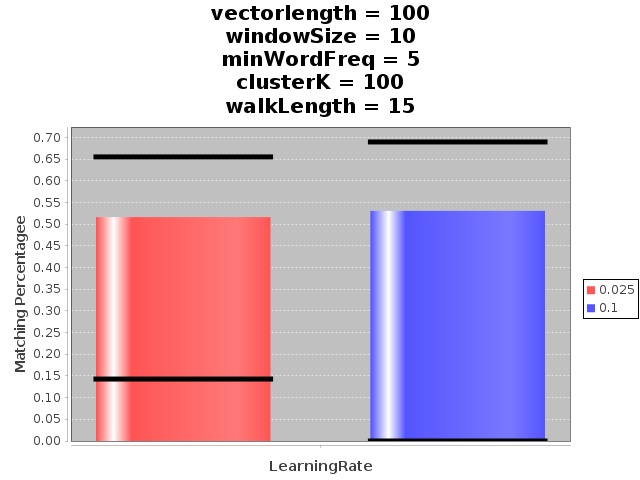 vectorlength = 100
windowSize = 10
minWordFreq = 5
clusterK = 100
walkLength = 15
Matching Percentagee
0.70
0.65
0.60
0.55
0.50
0.45
0.40
0.35
0.30
0.25
0.20
0.15
0.10
0.05
0.00
LearningRate
0.025
0.1